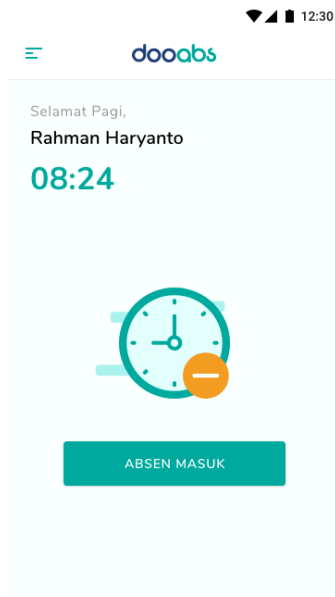 12:30
dooabs
Selamat Pagi,
Rahman Haryanto
08:24
ABSEN MASUK